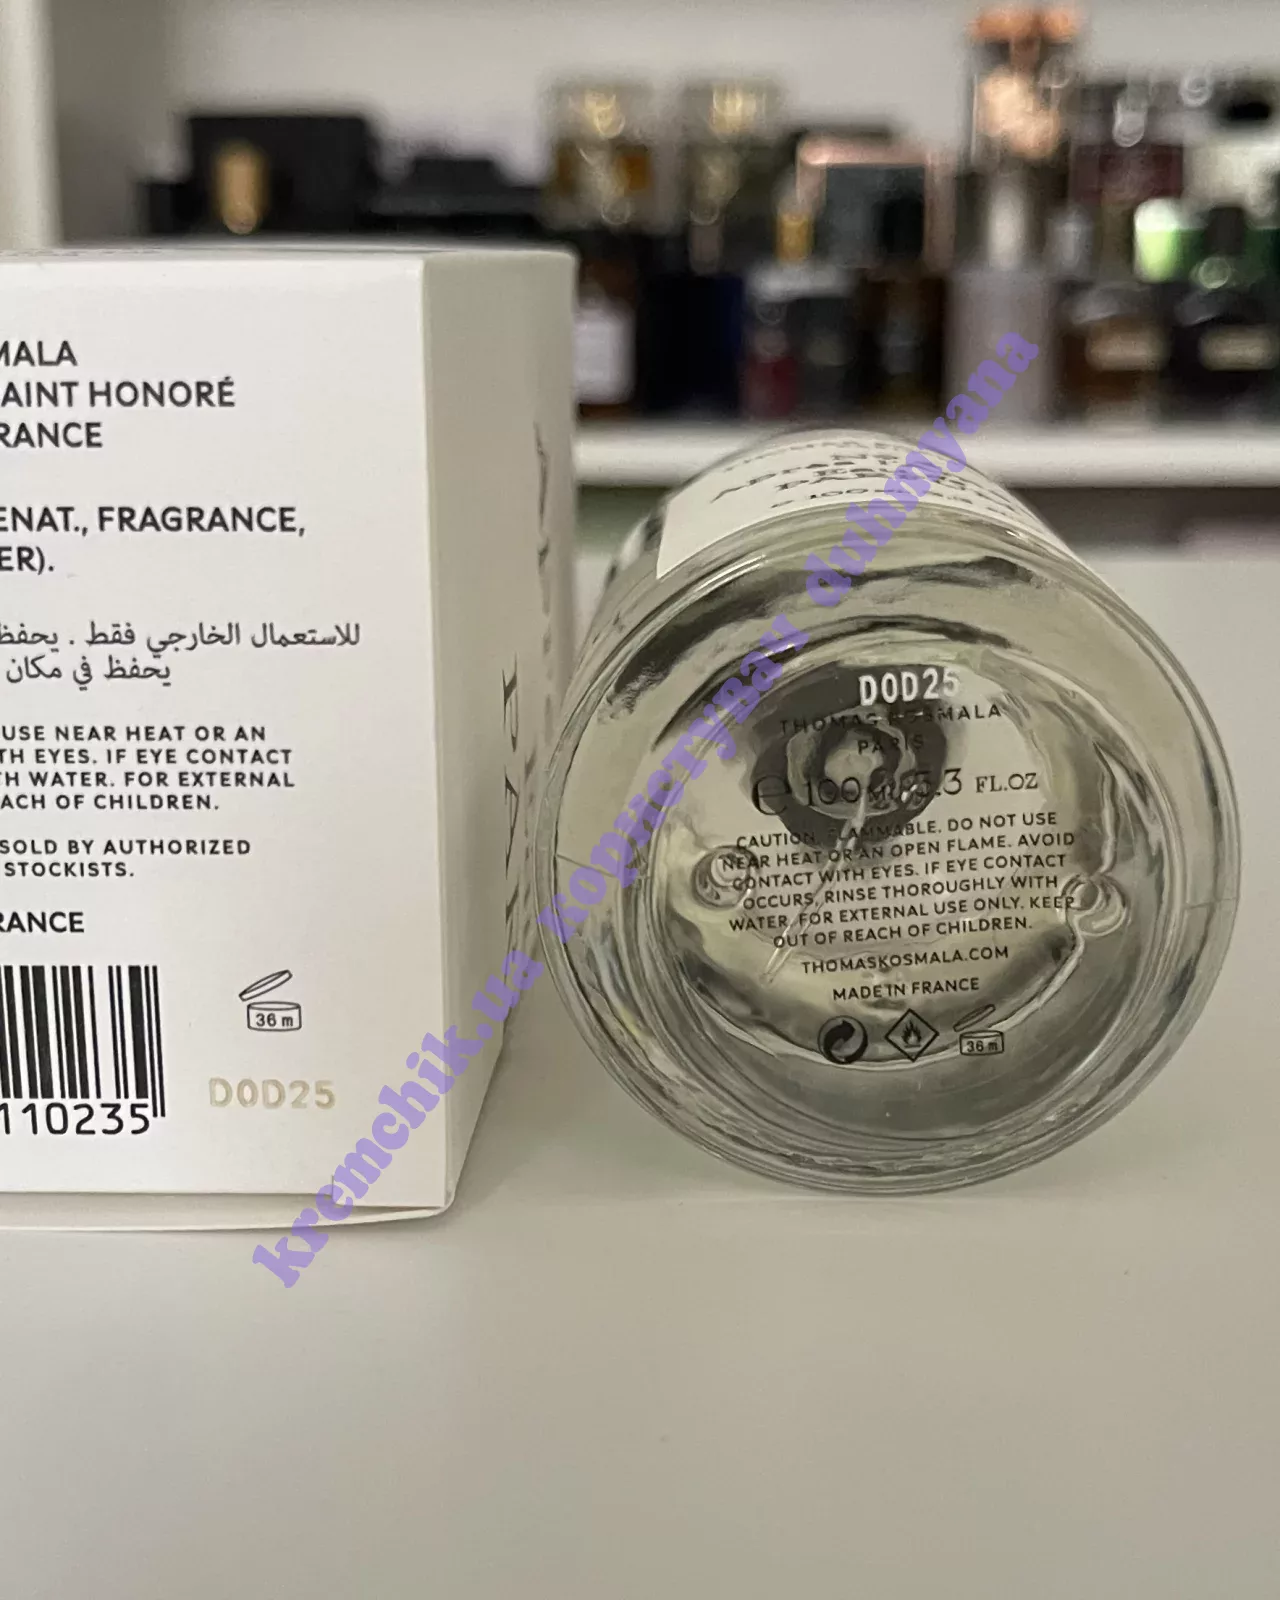 MALA
AINT HONORÉ
RANCE
ENAT., FRAGRANCE,
ER).
للاستعمال الخارجي فقط . يحفظ
يحفظ في مكان
USE NEAR HEAT OR AN
TH EYES. IF EYE CONTACT
H WATER. FOR EXTERNAL
EACH OF CHILDREN.
SOLD BY AUTHORIZED
STOCKISTS.
RANCE
36 m
110235
D0D25
D0D25
THOMAS KOSMALA
PARIS
e 100 ML 3.3 FL.OZ
CAUTION, FLAMMABLE. DO NOT USE
NEAR HEAT OR AN OPEN FLAME. AVOID
CONTACT WITH EYES. IF EYE CONTACT
OCCURS, RINSE THOROUGHLY WITH
WATER. FOR EXTERNAL USE ONLY. KEEP
OUT OF REACH OF CHILDREN.
THOMASKOSMALA.COM
MADE IN FRANCE
36 m
kremchik.ua kopieryBay duhmyana